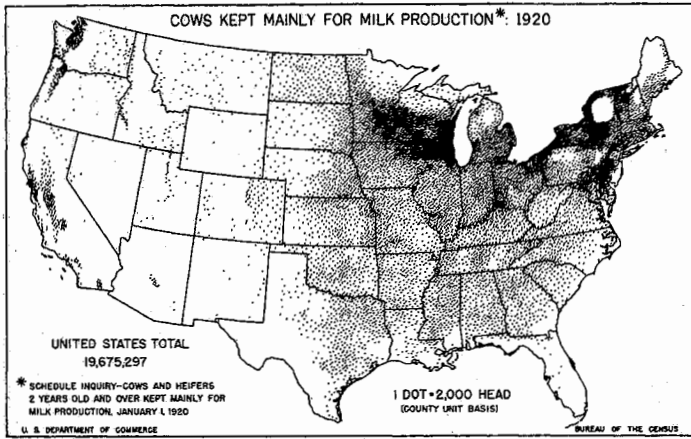 COWS KEPT MAINLY FOR MILK PRODUCTION*: 1920
UNITED STATES TOTAL
19,675,297
* SCHEDULE INQUIRY-COWS AND HEIFERS
2 YEARS OLD AND OVER KEPT MAINLY FOR
MILK PRODUCTION, JANUARY 1, 1920
1 DOT=2,000 HEAD
(COUNTY UNIT BASIS)
U. S. DEPARTMENT OF COMMERCE
BUREAU OF THE CENSUS